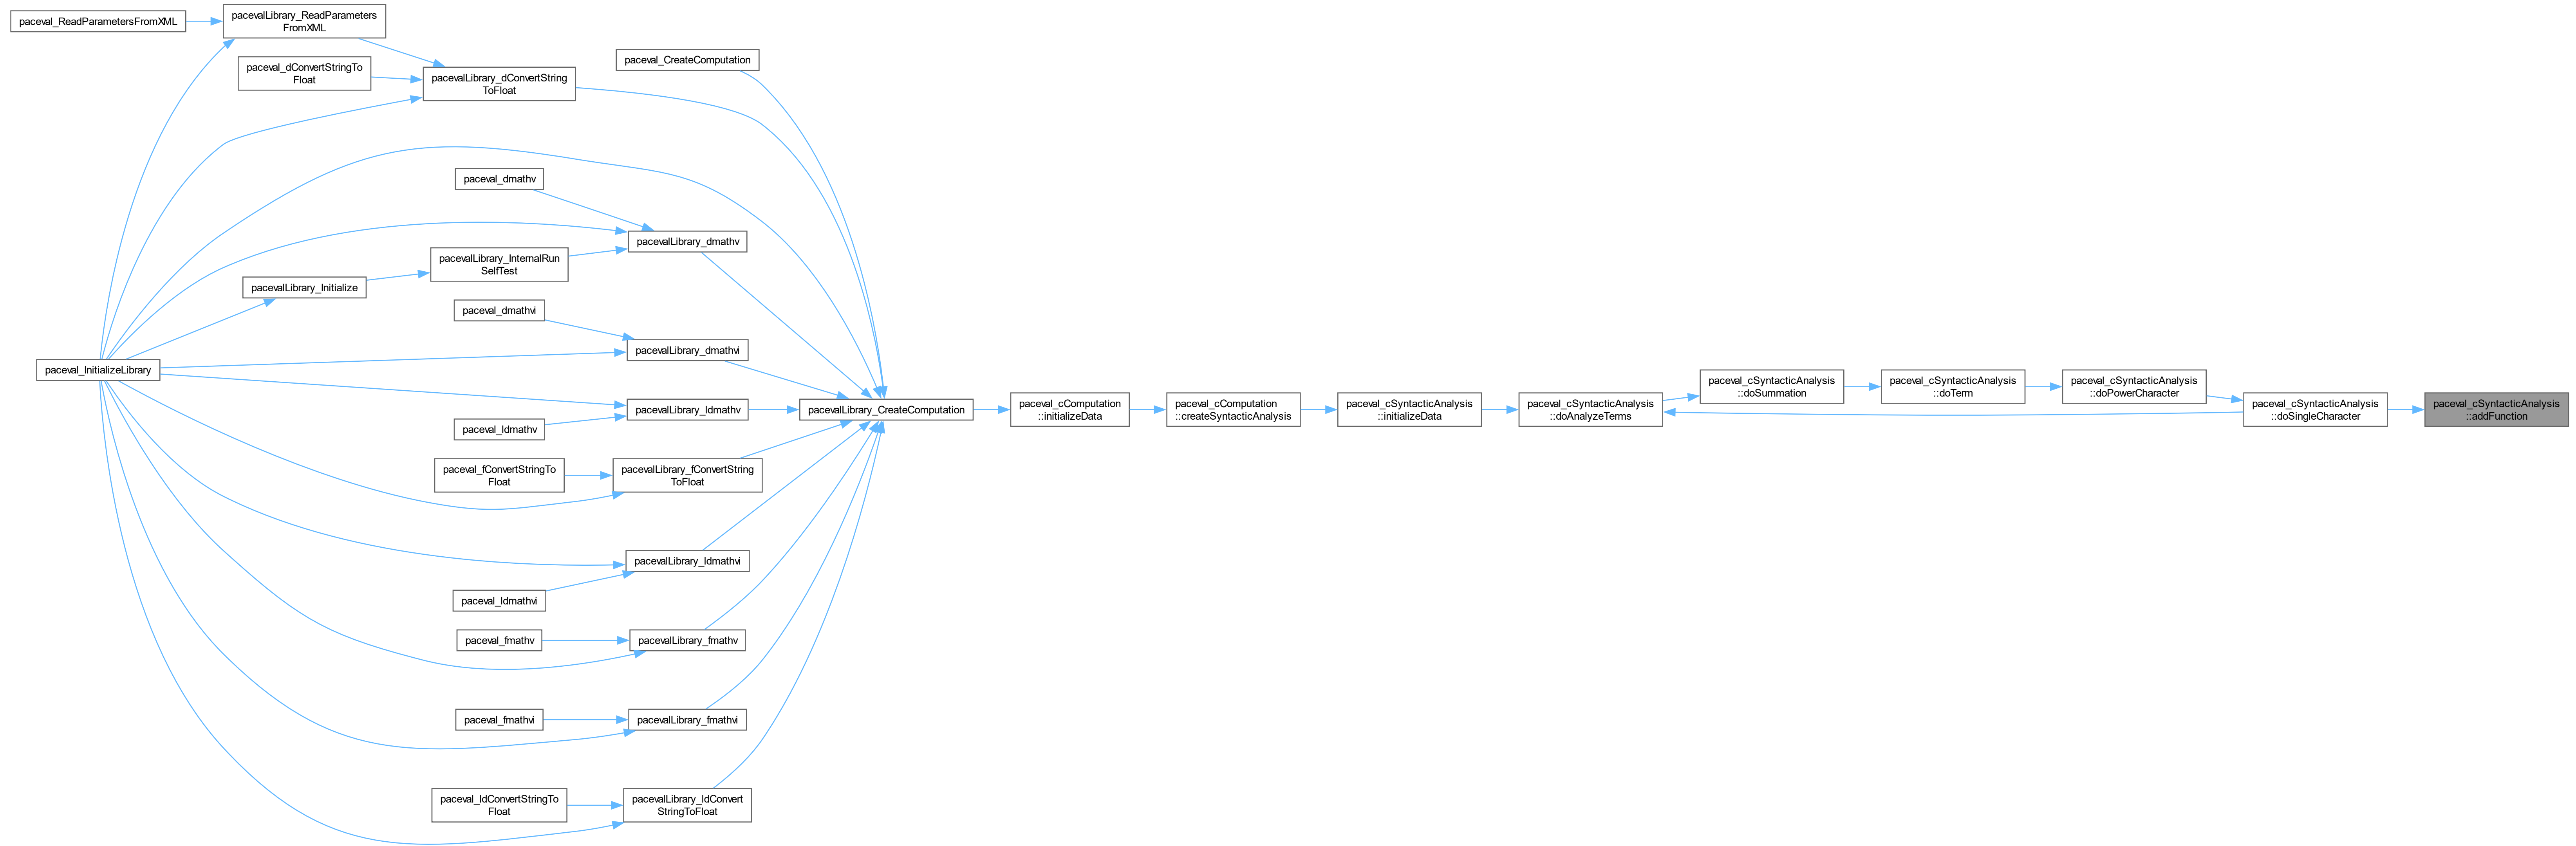 paceval_ReadParametersFromXML
pacevalLibrary_ReadParameters
FromXML
paceval_dConvertStringTo
Float
pacevalLibrary_dConvertString
ToFloat
paceval_CreateComputation
paceval_dmathv
pacevalLibrary_dmathv
pacevalLibrary_InternalRun
SelfTest
pacevalLibrary_Initialize
paceval_dmathvi
pacevalLibrary_dmathvi
paceval_InitializeLibrary
pacevalLibrary_ldmathv
paceval_ldmathv
pacevalLibrary_CreateComputation
paceval_cComputation
::initializeData
paceval_cComputation
::createSyntacticAnalysis
paceval_cSyntacticAnalysis
::initializeData
paceval_cSyntacticAnalysis
::doAnalyzeTerms
paceval_cSyntacticAnalysis
::doSummation
paceval_cSyntacticAnalysis
::doTerm
paceval_cSyntacticAnalysis
::doPowerCharacter
paceval_cSyntacticAnalysis
::doSingleCharacter
paceval_cSyntacticAnalysis
::addFunction
paceval_fConvertStringTo
Float
pacevalLibrary_fConvertString
ToFloat
pacevalLibrary_ldmathvi
paceval_ldmathvi
paceval_fmathv
pacevalLibrary_fmathv
paceval_fmathvi
pacevalLibrary_fmathvi
paceval_ldConvertStringTo
Float
pacevalLibrary_ldConvert
StringToFloat